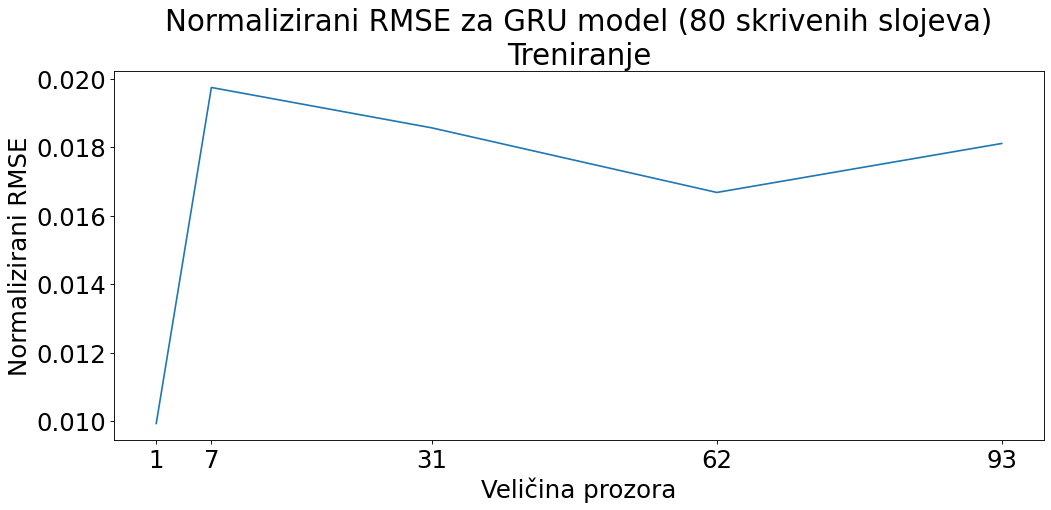 Normalizirani RMSE za GRU model (80 skrivenih slojeva)
Treniranje
Normalizirani RMSE
0.020
0.018
0.016
0.014
0.012
0.010
1 7 31 62 93
Veličina prozora